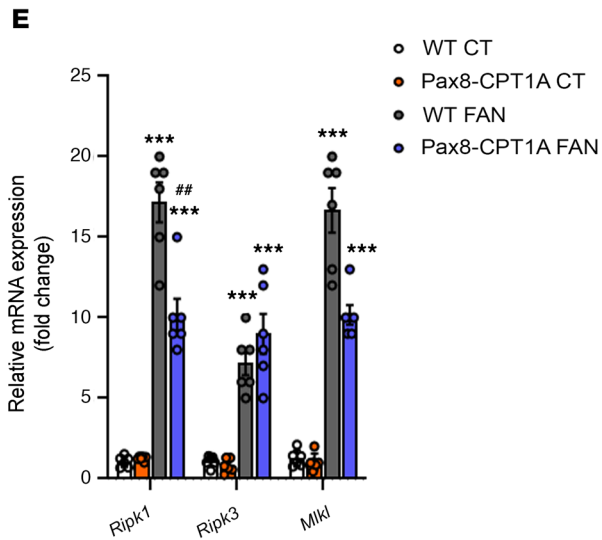 E
WT CT
Pax8-CPT1A CT
WT FAN
Pax8-CPT1A FAN
Relative mRNA expression
(fold change)
25
20
15
10
5
0
***
##
***
***
***
***
***
Ripk1
Ripk3
Mlkl